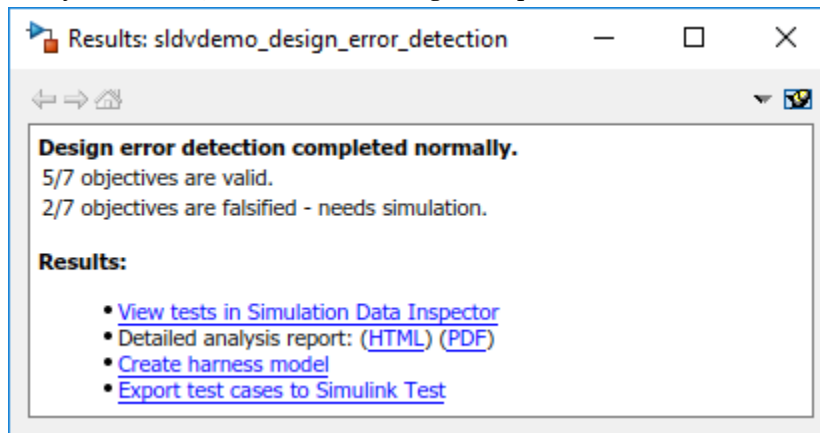 Results: sldvdemo_design_error_detection
Design error detection completed normally.
5/7 objectives are valid.
2/7 objectives are falsified - needs simulation.
Results:
• View tests in Simulation Data Inspector
• Detailed analysis report: (HTML) (PDF)
• Create harness model
• Export test cases to Simulink Test